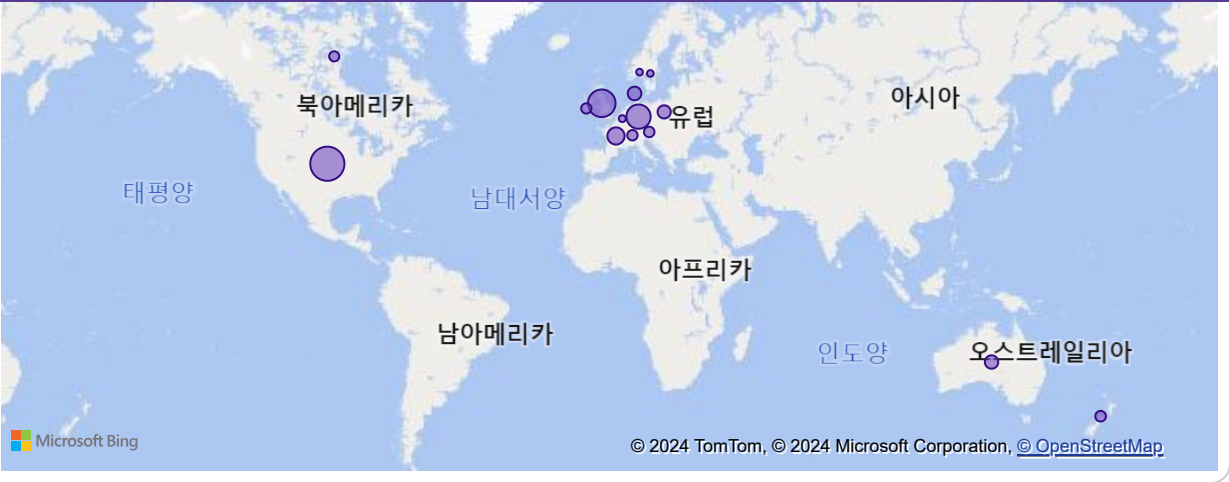 북아메리카
아시아
유럽
태평양
남대서양
아프리카
남아메리카
인도양
오스트레일리아
Microsoft Bing
© 2024 TomTom, © 2024 Microsoft Corporation, © OpenStreetMap